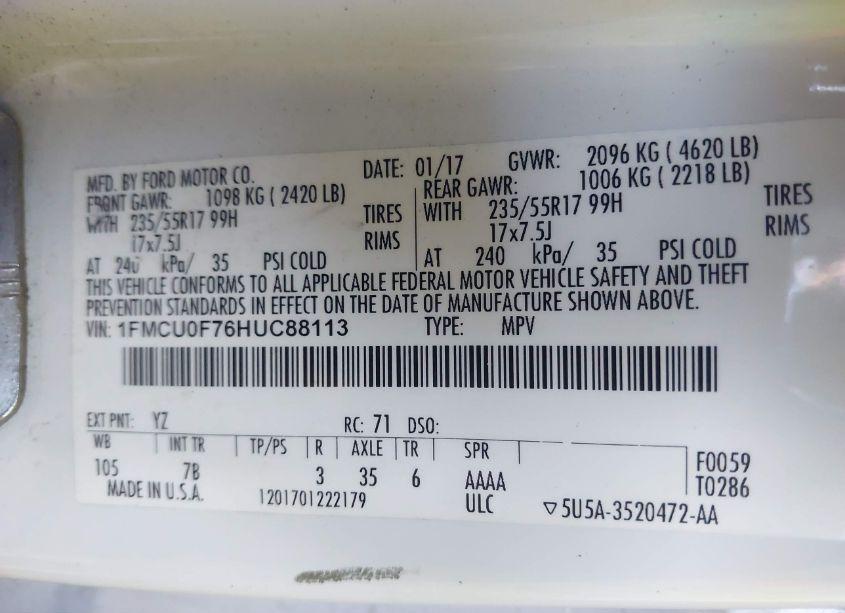 MFD. BY FORD MOTOR CO. DATE: 01/17 GVWR: 2096 KG ( 4620 LB)
FRONT GAWR: 1098 KG ( 2420 LB) REAR GAWR: 1006 KG ( 2218 LB)
WITH 235/55R17 99H TIRES WITH 235/55R17 99H TIRES
17x7.5J RIMS 17x7.5J RIMS
AT 240 kPa/ 35 PSI COLD AT 240 kPa/ 35 PSI COLD
THIS VEHICLE CONFORMS TO ALL APPLICABLE FEDERAL MOTOR VEHICLE SAFETY AND THEFT
PREVENTION STANDARDS IN EFFECT ON THE DATE OF MANUFACTURE SHOWN ABOVE.
VIN: 1FMCU0F76HUC88113 TYPE: MPV
EXT PNT: YZ RC: 71 DSO:
WB INT TR TP/PS R AXLE TR SPR
105 7B 3 35 6 AAAA F0059
MADE IN U.S.A. 1201701222179 ULC T0286
▽5U5A-3520472-AA